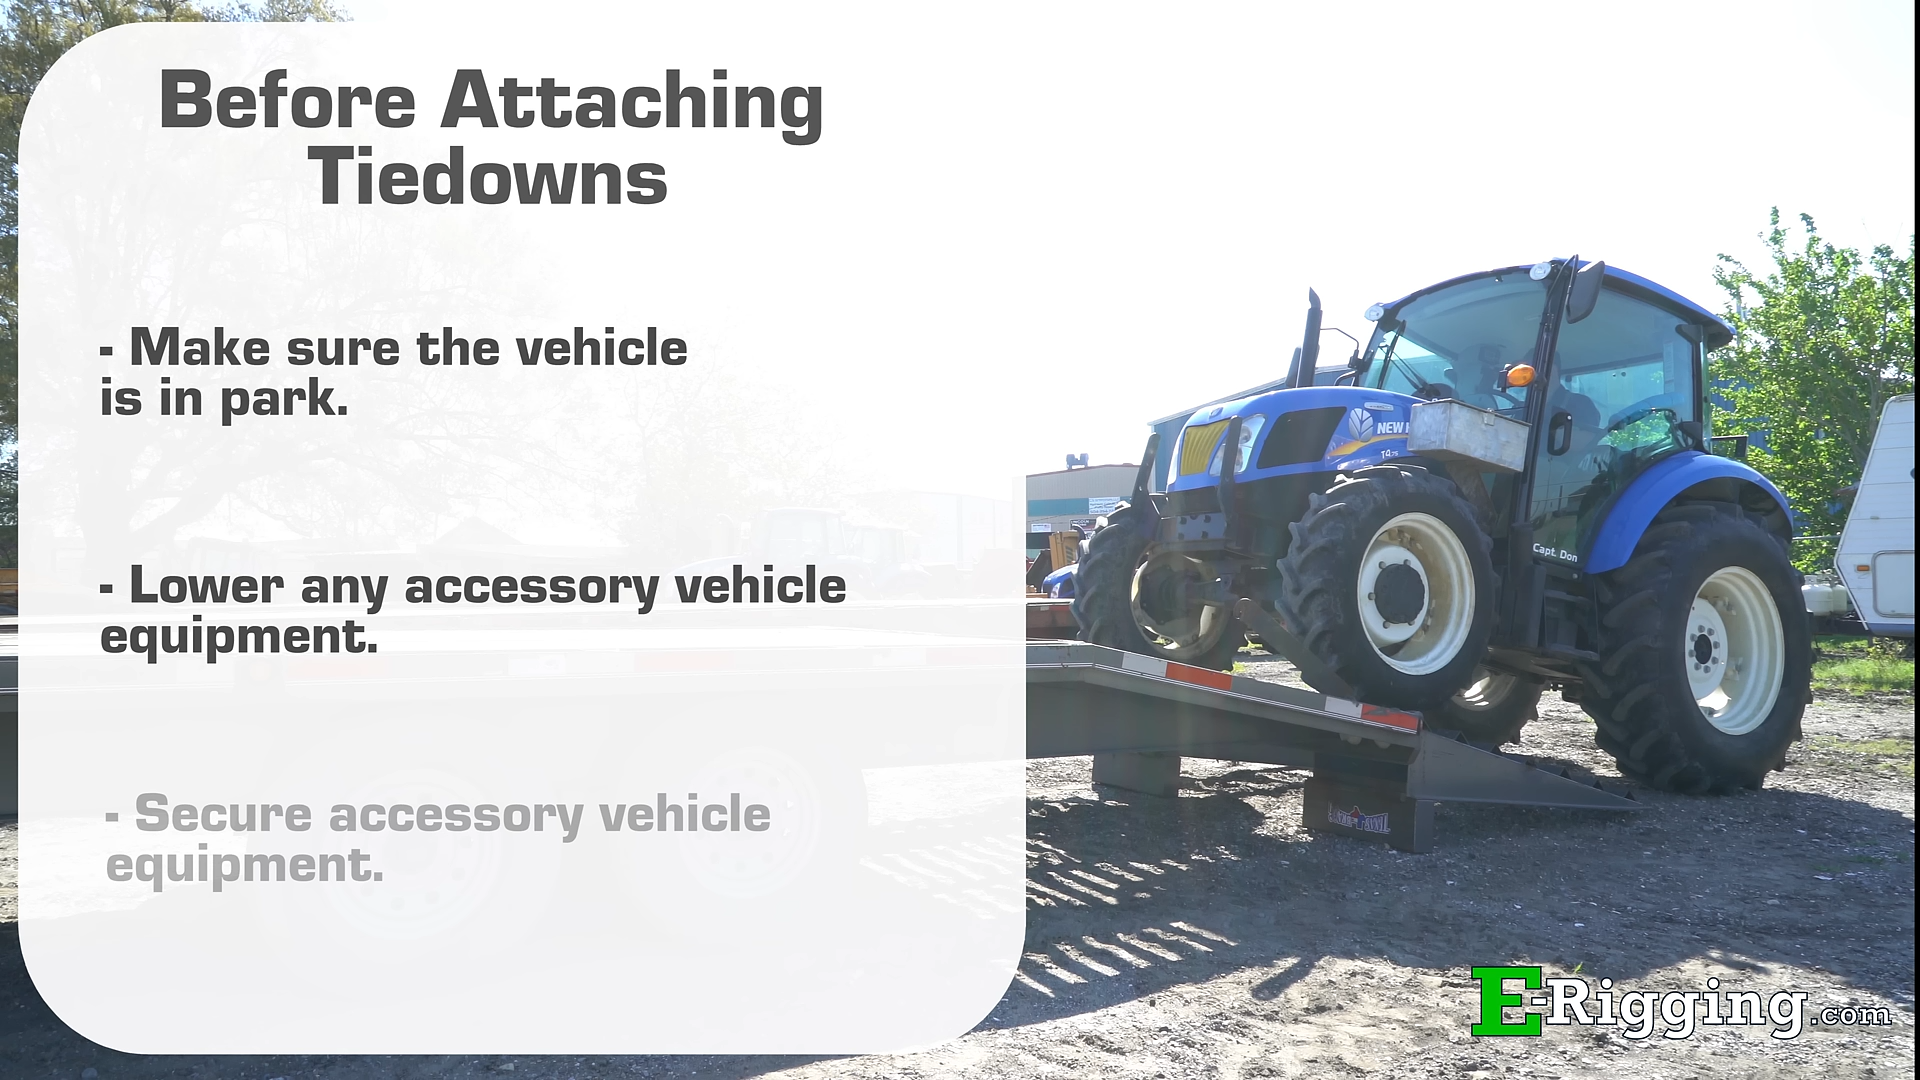 Before Attaching
Tiedowns
- Make sure the vehicle
is in park.
- Lower any accessory vehicle
equipment.
- Secure accessory vehicle
equipment.
NEW
T4.75
Capt. Don
E-Rigging.com